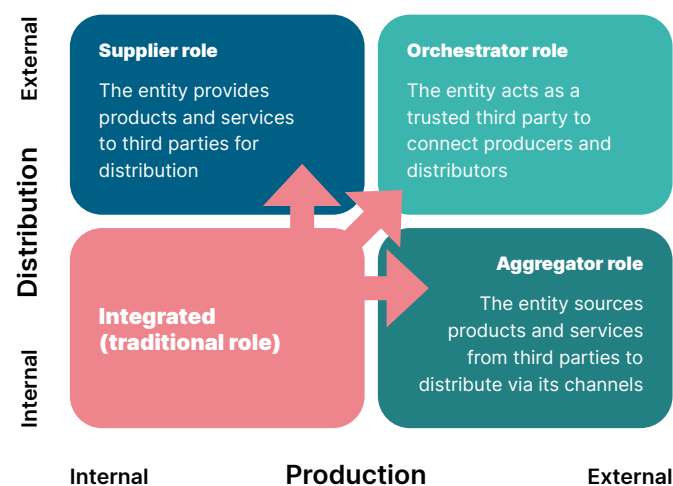 External
Distribution
Internal
Supplier role
The entity provides
products and services
to third parties for
distribution
Orchestrator role
The entity acts as a
trusted third party to
connect producers and
distributors
Integrated
(traditional role)
Aggregator role
The entity sources
products and services
from third parties to
distribute via its channels
Internal
Production
External